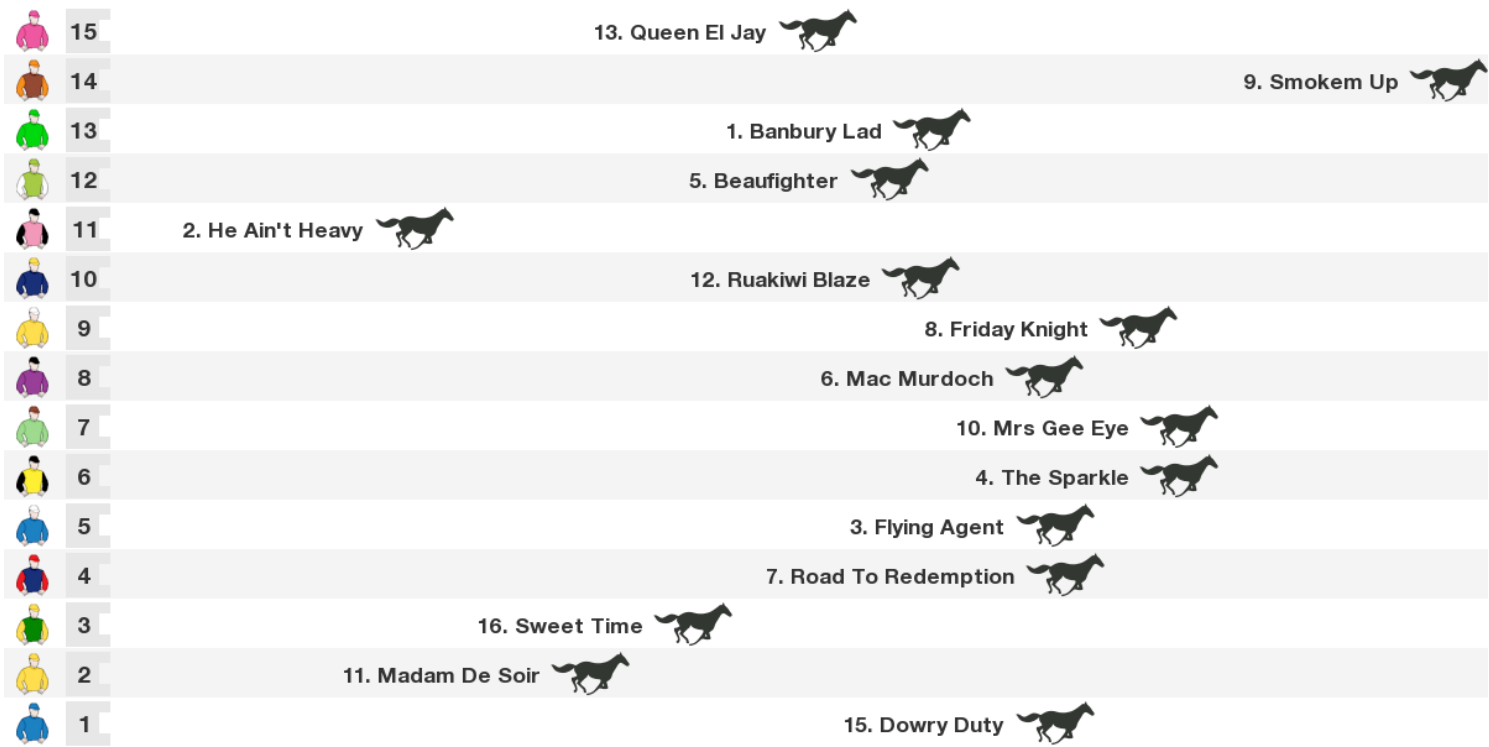 15 13. Queen El Jay
14 9. Smokem Up
13 1. Banbury Lad
12 5. Beaufighter
11 2. He Ain't Heavy
10 12. Ruakiwi Blaze
9 8. Friday Knight
8 6. Mac Murdoch
7 10. Mrs Gee Eye
6 4. The Sparkle
5 3. Flying Agent
4 7. Road To Redemption
3 16. Sweet Time
2 11. Madam De Soir
1 15. Dowry Duty